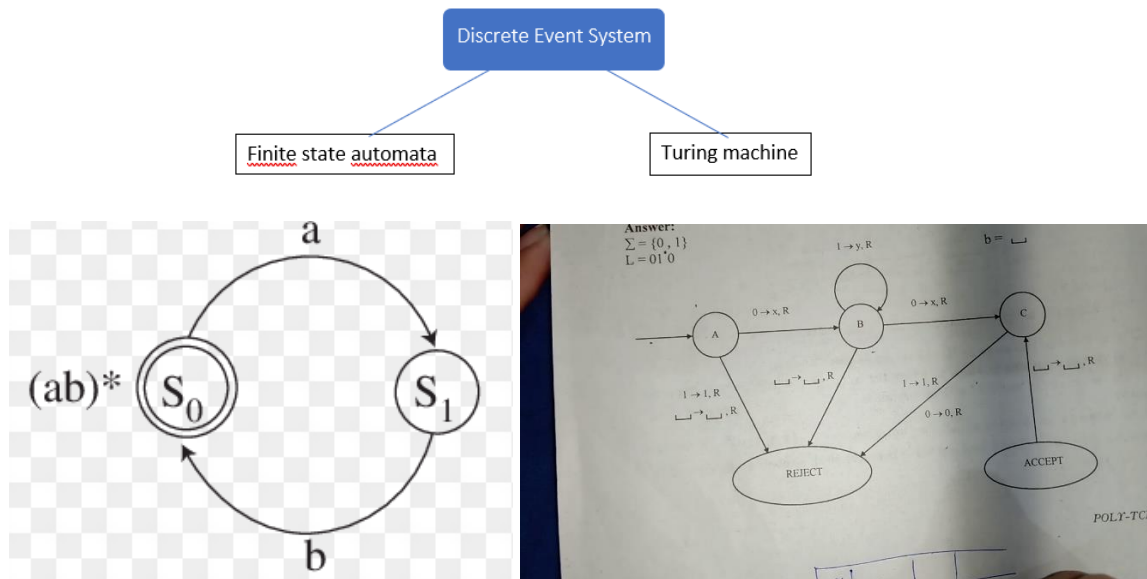 Discrete Event System
Finite state automata
Turing machine
a
(ab)*
S0
S1
b
Answer:
Σ = {0 , 1}
L = 01*0
b = ⎵
1→y, R
0→x, R
0→x, R
A
B
C
1→1, R
⎵→⎵, R
⎵→⎵, R
1→1, R
0→0, R
⎵→⎵, R
REJECT
ACCEPT
POLY-TC